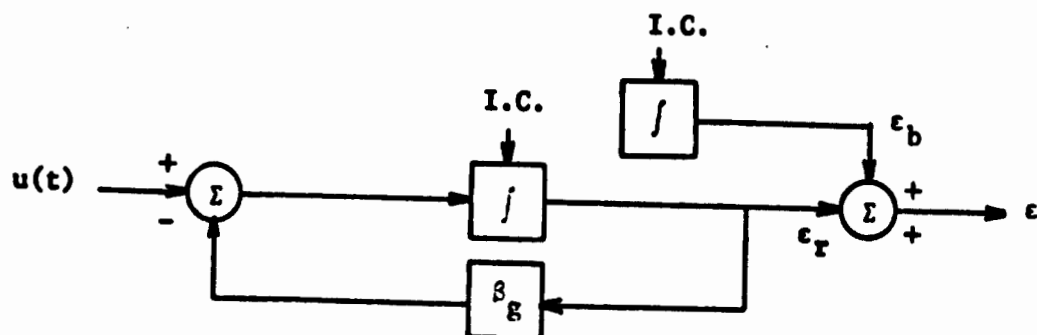 I.C.
∫
I.C.
ε_b
u(t)
+
-
Σ
∫
ε_r
Σ
+
+
ε
β_g